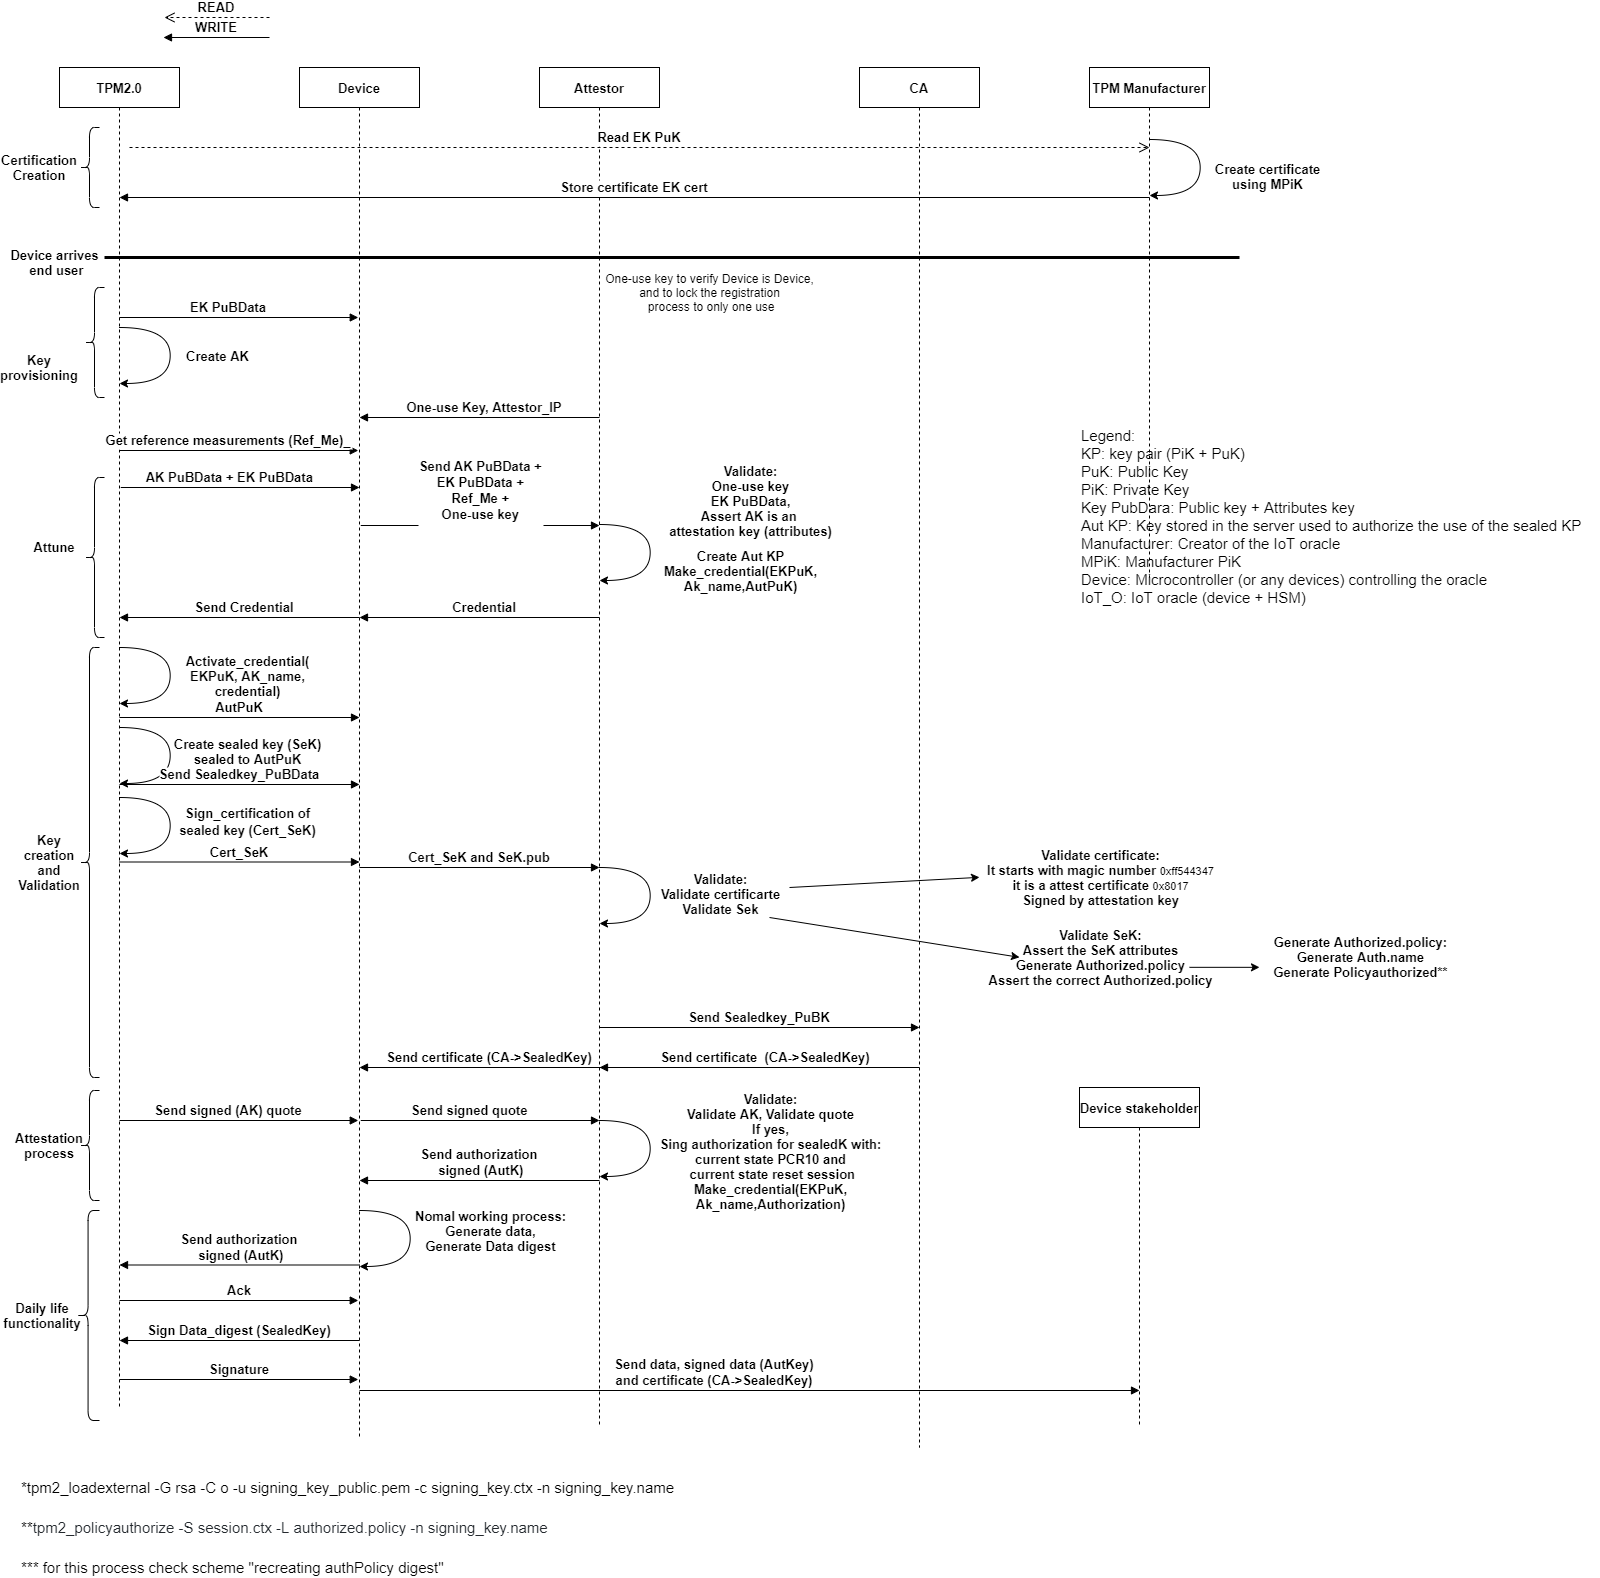 READ
WRITE
TPM2.0
Device
Attestor
CA
TPM Manufacturer
Certification
Creation
Read EK PuK
Create certificate
using MPiK
Store certificate EK cert
Device arrives
end user
One-use key to verify Device is Device,
and to lock the registration
process to only one use
Key
provisioning
EK PuBData
Create AK
One-use Key, Attestor_IP
Get reference measurements (Ref_Me)_
Attune
AK PuBData + EK PuBData
Send AK PuBData +
EK PuBData +
Ref_Me +
One-use key
Validate:
One-use key
EK PuBData,
Assert AK is an
attestation key (attributes)
Create Aut KP
Make_credential(EKPuK,
Ak_name,AutPuK)
Send Credential
Credential
Legend:
KP: key pair (PiK + PuK)
PuK: Public Key
PiK: Private Key
Key PubDara: Public key + Attributes key
Aut KP: Key stored in the server used to authorize the use of the sealed KP
Manufacturer: Creator of the IoT oracle
MPiK: Manufacturer PiK
Device: MIcrocontroller (or any devices) controlling the oracle
IoT_O: IoT oracle (device + HSM)
Key
creation
and
Validation
Activate_credential(
EKPuK, AK_name,
credential)
AutPuK
Create sealed key (SeK)
sealed to AutPuK
Send Sealedkey_PuBData
Sign_certification of
sealed key (Cert_SeK)
Cert_SeK
Cert_SeK and SeK.pub
Validate:
Validate certificarte
Validate Sek
Validate certificate:
It starts with magic number 0xff544347
it is a attest certificate 0x8017
Signed by attestation key
Validate SeK:
Assert the SeK attributes
Generate Authorized.policy
Assert the correct Authorized.policy
Generate Authorized.policy:
Generate Auth.name
Generate Policyauthorized**
Send Sealedkey_PuBK
Send certificate (CA->SealedKey)
Send certificate  (CA->SealedKey)
Attestation
process
Send signed (AK) quote
Send signed quote
Validate:
Validate AK, Validate quote
If yes,
Sing authorization for sealedK with:
current state PCR10 and
current state reset session
Make_credential(EKPuK,
Ak_name,Authorization)
Send authorization
signed (AutK)
Device stakeholder
Daily life
functionality
Nomal working process:
Generate data,
Generate Data digest
Send authorization
signed (AutK)
Ack
Sign Data_digest (SealedKey)
Signature
Send data, signed data (AutKey)
and certificate (CA->SealedKey)
*tpm2_loadexternal -G rsa -C o -u signing_key_public.pem -c signing_key.ctx -n signing_key.name
**tpm2_policyauthorize -S session.ctx -L authorized.policy -n signing_key.name
*** for this process check scheme "recreating authPolicy digest"